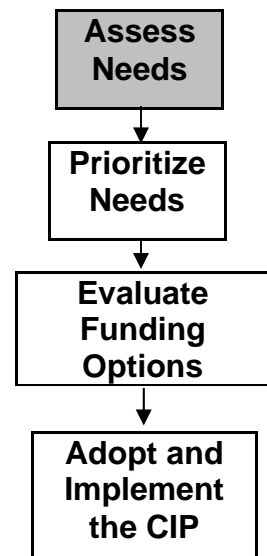 Assess
Needs
Prioritize
Needs
Evaluate
Funding
Options
Adopt and
Implement
the CIP